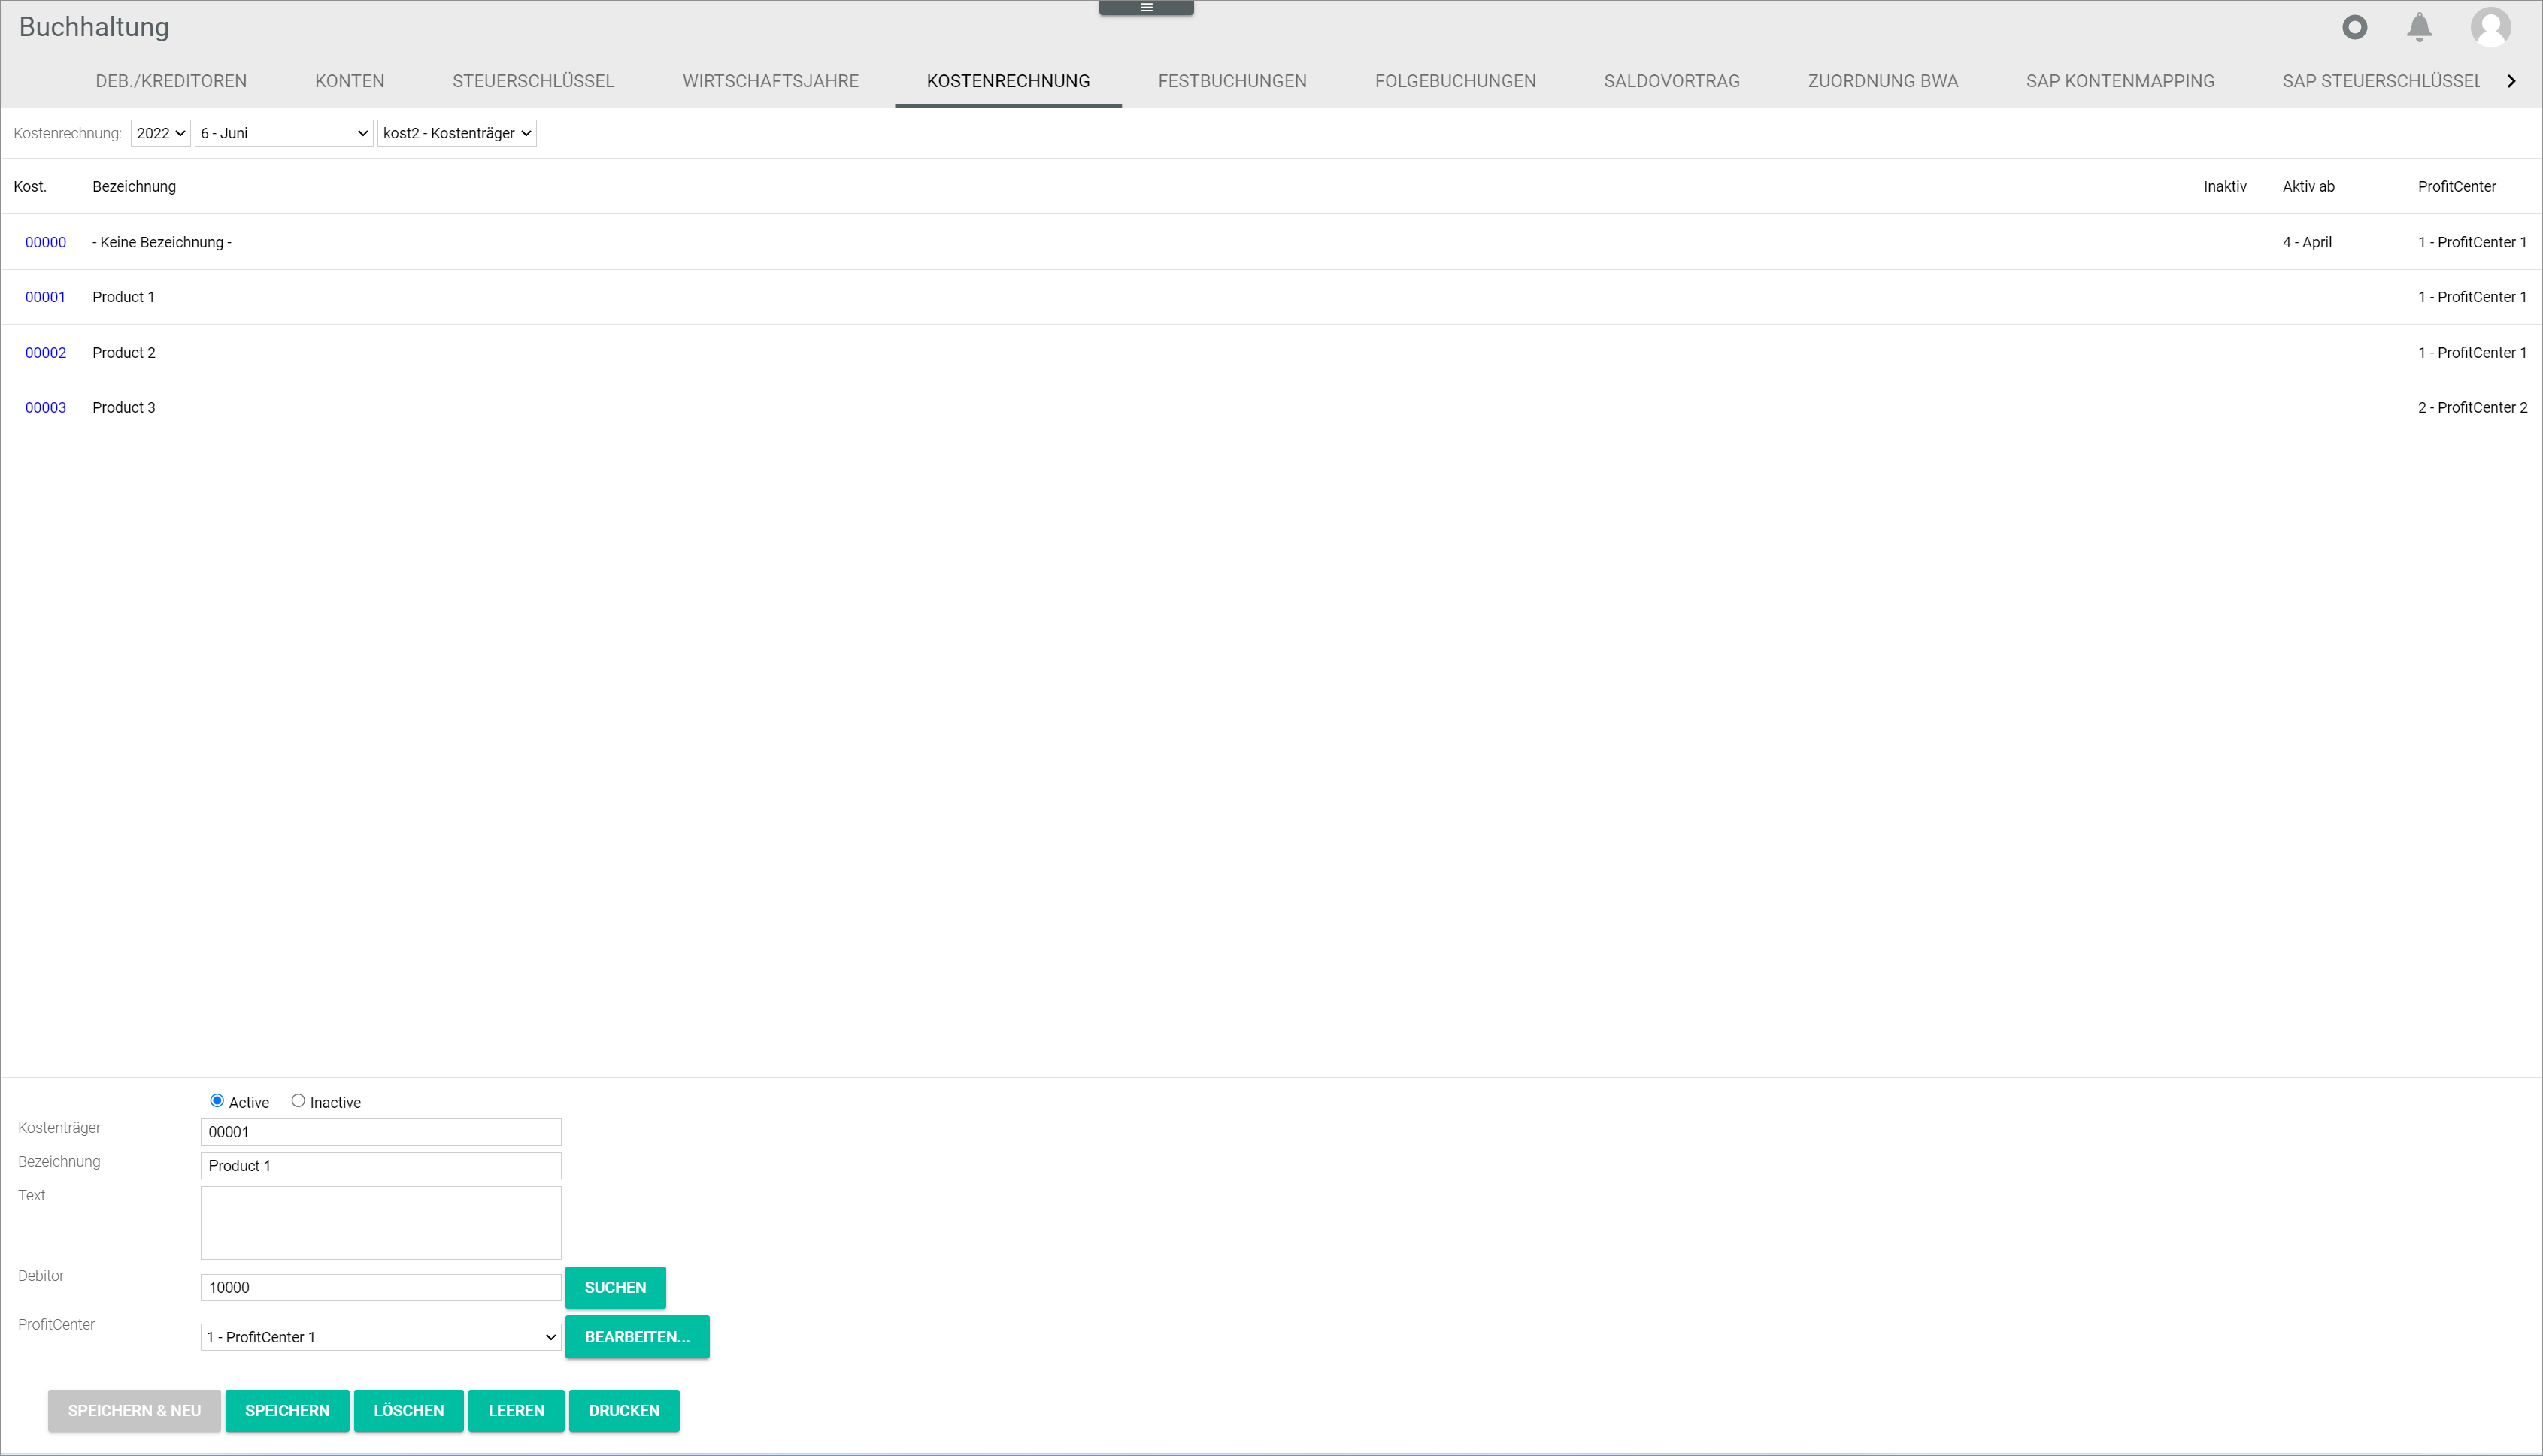 Buchhaltung
DEB./KREDITOREN KONTEN STEUERSCHLÜSSEL WIRTSCHAFTSJAHRE KOSTENRECHNUNG FESTBUCHUNGEN FOLGEBUCHUNGEN SALDOVORTRAG ZUORDNUNG BWA SAP KONTENMAPPING SAP STEUERSCHLÜSSEL
Kostenrechnung: 2022 6 - Juni kost2 - Kostenträger
Kost. Bezeichnung Inaktiv Aktiv ab ProfitCenter
00000 - Keine Bezeichnung - 4 - April 1 - ProfitCenter 1
00001 Product 1 1 - ProfitCenter 1
00002 Product 2 1 - ProfitCenter 1
00003 Product 3 2 - ProfitCenter 2
Active Inactive
Kostenträger 00001
Bezeichnung Product 1
Text
Debitor 10000 SUCHEN
ProfitCenter 1 - ProfitCenter 1 BEARBEITEN...
SPEICHERN & NEU SPEICHERN LÖSCHEN LEEREN DRUCKEN